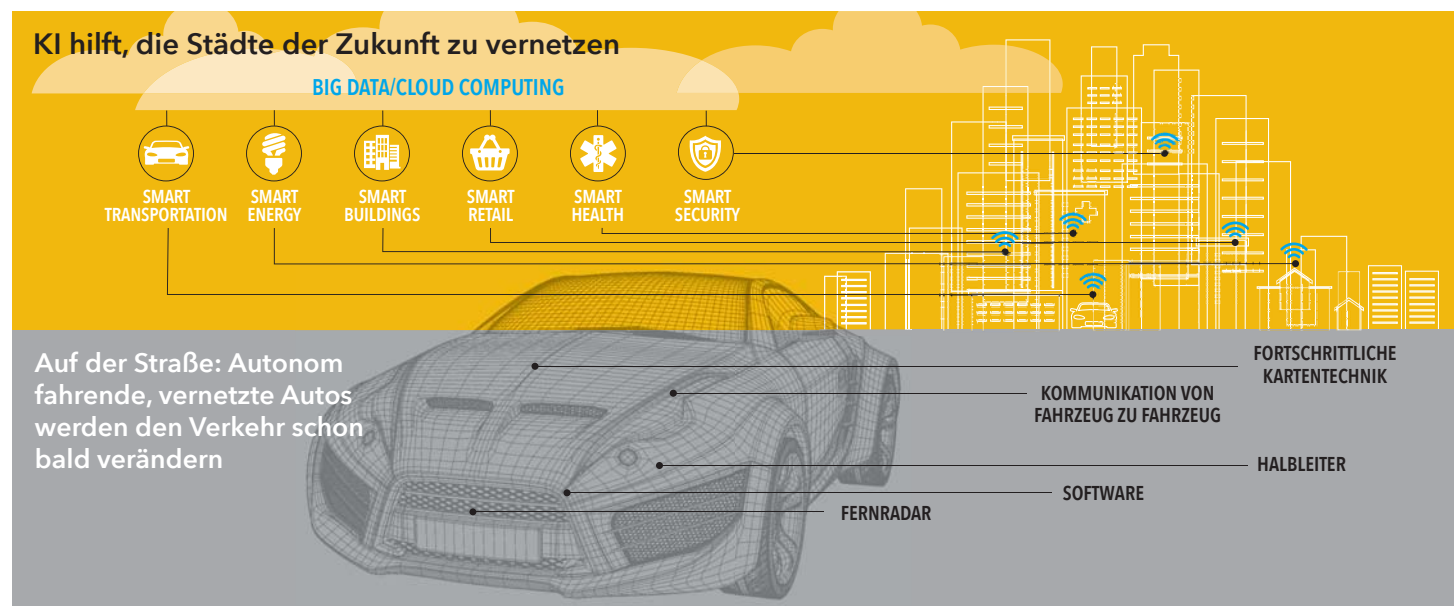 KI hilft, die Städte der Zukunft zu vernetzen
BIG DATA/CLOUD COMPUTING
SMART
TRANSPORTATION
SMART
ENERGY
SMART
BUILDINGS
SMART
RETAIL
SMART
HEALTH
SMART
SECURITY
Auf der Straße: Autonom
fahrende, vernetzte Autos
werden den Verkehr schon
bald verändern
FORTSCHRITTLICHE
KARTENTECHNIK
KOMMUNIKATION VON
FAHRZEUG ZU FAHRZEUG
HALBLEITER
SOFTWARE
FERNRADAR